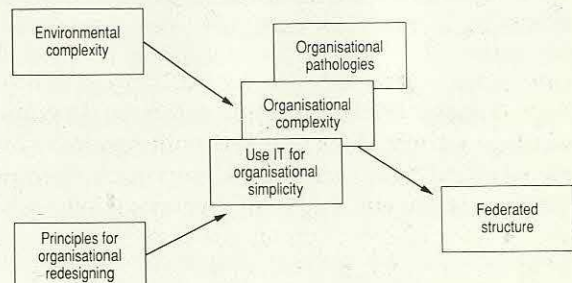 Environmental
complexity
Organisational
pathologies
Organisational
complexity
Use IT for
organisational
simplicity
Federated
structure
Principles for
organisational
redesigning